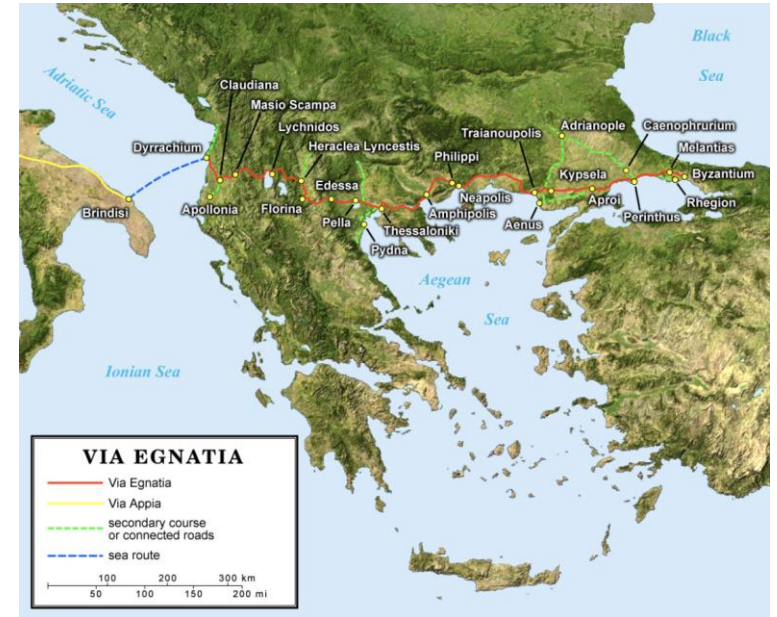 Black
Sea
Adriatic Sea
Claudiana
Masio Scampa
Lychnidos
Dyrrachium
Heraclea Lyncestis
Traianoupolis
Adrianople
Caenophrurium
Melantias
Philippi
Kypsela
Byzantium
Edessa
Neapolis
Aproi
Rhegion
Brindisi
Apollonia
Florina
Amphipolis
Perinthus
Pella
Thessaloniki
Aenus
Pydna
Aegean
Sea
Ionian Sea
VIA EGNATIA
Via Egnatia
Via Appia
secondary course
or connected roads
sea route
100 200 300 km
50 100 150 200 mi